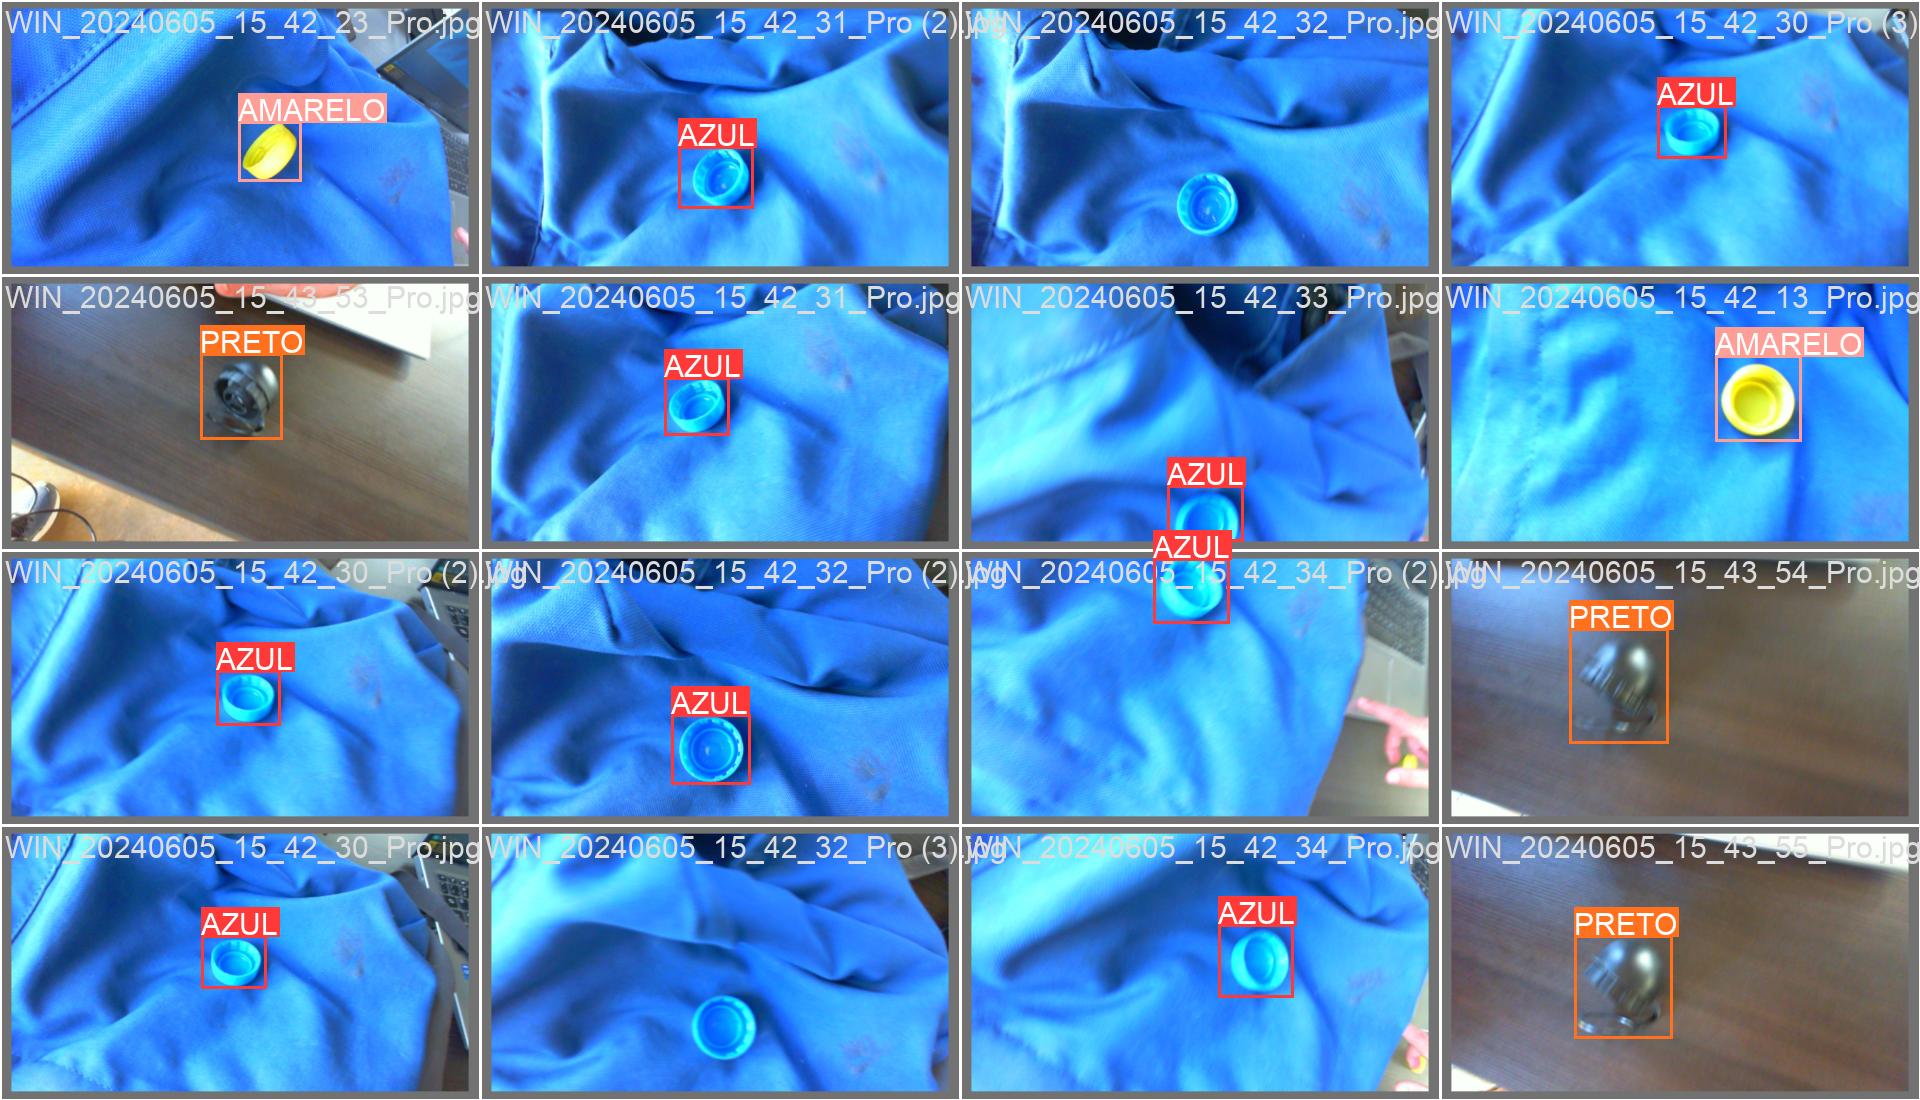 WIN_20240605_15_42_23_Pro.jpg
AMARELO
WIN_20240605_15_42_31_Pro (2).jpg
AZUL
WIN_20240605_15_42_32_Pro.jpg
WIN_20240605_15_42_30_Pro (3)
AZUL
WIN_20240605_15_43_53_Pro.jpg
PRETO
WIN_20240605_15_42_31_Pro.jpg
AZUL
WIN_20240605_15_42_33_Pro.jpg
AZUL
WIN_20240605_15_42_13_Pro.jpg
AMARELO
WIN_20240605_15_42_30_Pro (2).jpg
AZUL
WIN_20240605_15_42_32_Pro (2).jpg
AZUL
WIN_20240605_15_42_34_Pro (2).jpg
AZUL
WIN_20240605_15_43_54_Pro.jpg
PRETO
WIN_20240605_15_42_30_Pro.jpg
AZUL
WIN_20240605_15_42_32_Pro (3).jpg
WIN_20240605_15_42_34_Pro.jpg
AZUL
WIN_20240605_15_43_55_Pro.jpg
PRETO